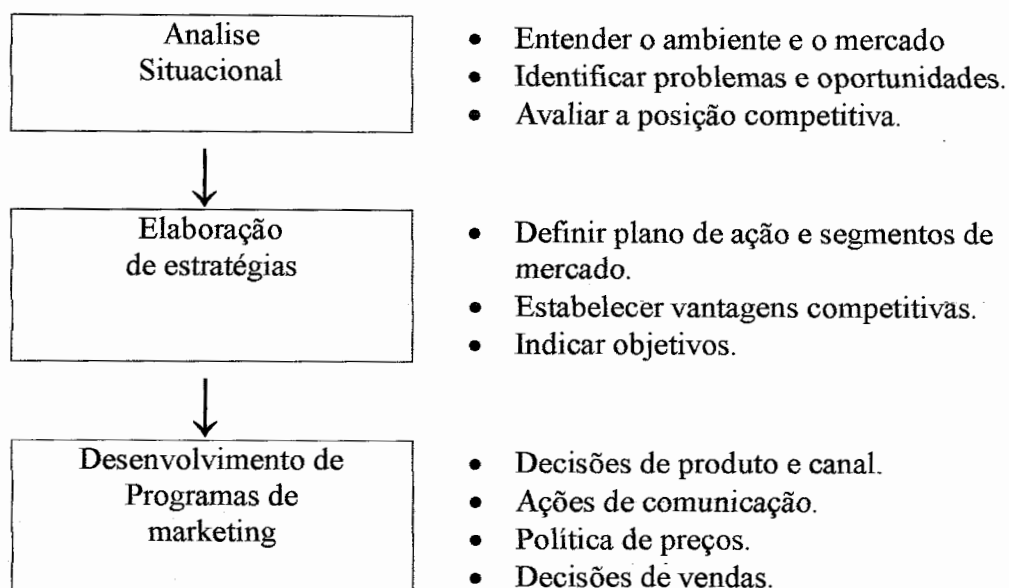 Analise
Situacional
• Entender o ambiente e o mercado
• Identificar problemas e oportunidades.
• Avaliar a posição competitiva.
Elaboração
de estratégias
• Definir plano de ação e segmentos de
mercado.
• Estabelecer vantagens competitivas.
• Indicar objetivos.
Desenvolvimento de
Programas de
marketing
• Decisões de produto e canal.
• Ações de comunicação.
• Política de preços.
• Decisões de vendas.